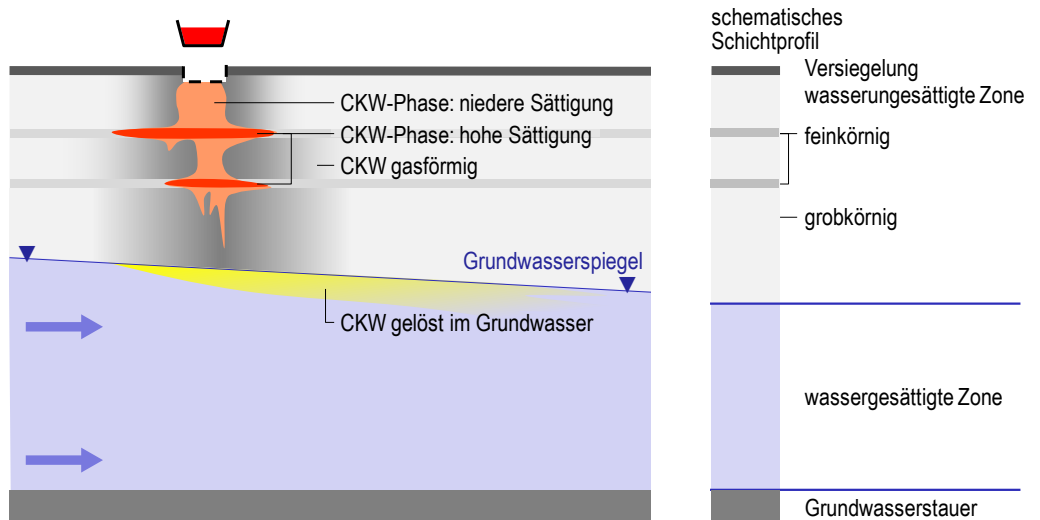 schematisches
Schichtprofil
CKW-Phase: niedere Sättigung
CKW-Phase: hohe Sättigung
CKW gasförmig
Grundwasserspiegel
CKW gelöst im Grundwasser
Versiegelung
wasserungesättigte Zone
feinkörnig
grobkörnig
wassergesättigte Zone
Grundwasserstauer